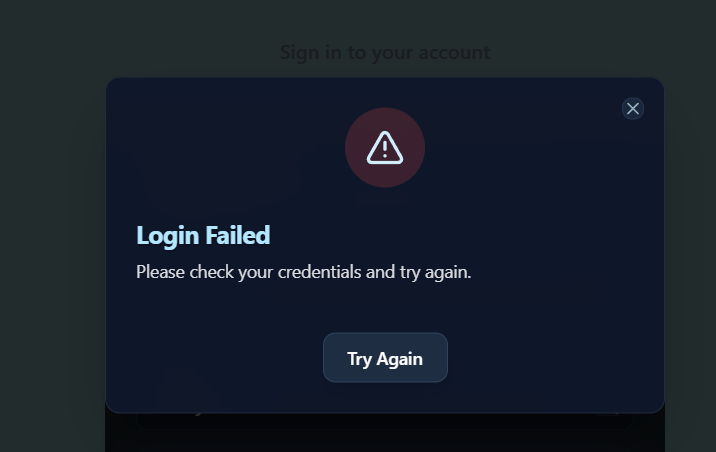 Sign in to your account
Login Failed
Please check your credentials and try again.
Try Again